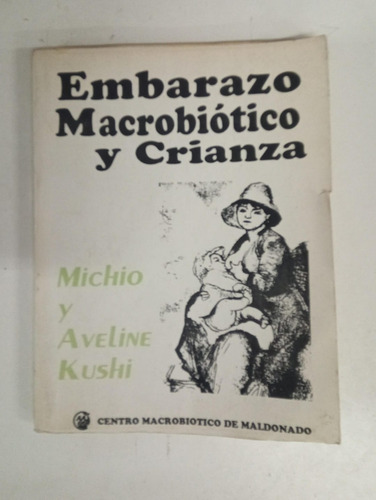 Embarazo
Macrobiótico
y Crianza
Michio
y
Aveline
Kushi
CENTRO MACROBIOTICO DE MALDONADO